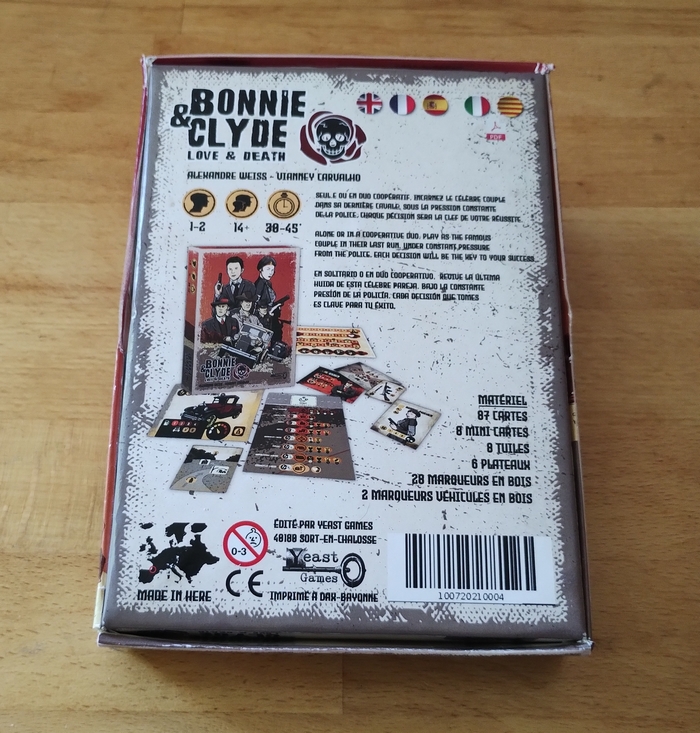 BONNIE
& CLYDE
LOVE & DEATH
PDF
ALEXANDRE WEISS - VIANNEY CARVALHO
1-2
14+
30-45'
SEUL.E OU EN DUO COOPÉRATIF, INCARNEZ LE CÉLÈBRE COUPLE
DANS SA DERNIÈRE CAVALE, SOUS LA PRESSION CONSTANTE
DE LA POLICE. CHAQUE DÉCISION SERA LA CLEF DE VOTRE RÉUSSITE.
ALONE OR IN A COOPERATIVE DUO, PLAY AS THE FAMOUS
COUPLE IN THEIR LAST RUN, UNDER CONSTANT PRESSURE
FROM THE POLICE. EACH DECISION WILL BE THE KEY TO YOUR SUCCESS.
EN SOLITARIO O EN DÚO COOPERATIVO. REVIVE LA ÚLTIMA
HUIDA DE ESTA CÉLEBRE PAREJA. BAJO LA CONSTANTE
PRESIÓN DE LA POLICÍA. CADA DECISIÓN QUE TOMES
ES CLAVE PARA TU ÉXITO.
BONNIE
& CLYDE
MATÉRIEL
87 CARTES
8 MINI CARTES
8 TUILES
6 PLATEAUX
28 MARQUEURS EN BOIS
2 MARQUEURS VÉHICULES EN BOIS
MADE IN HERE
0-3
CE
ÉDITÉ PAR YEAST GAMES
40180 SORT-EN-CHALOSSE
Yeast
Games
IMPRIMÉ À DAX-BAYONNE
100720210004